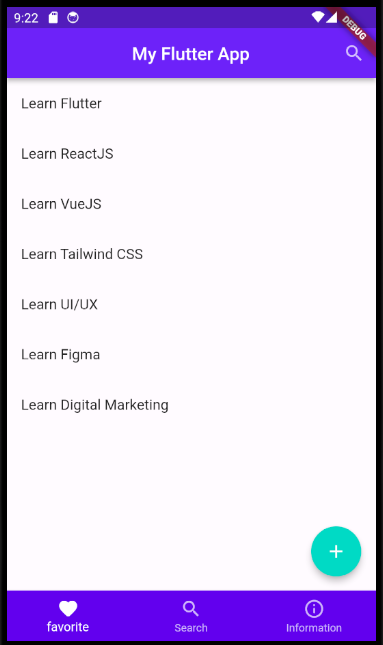 9:22
DEBUG
My Flutter App
Learn Flutter
Learn ReactJS
Learn VueJS
Learn Tailwind CSS
Learn UI/UX
Learn Figma
Learn Digital Marketing
+
favorite
Search
Information